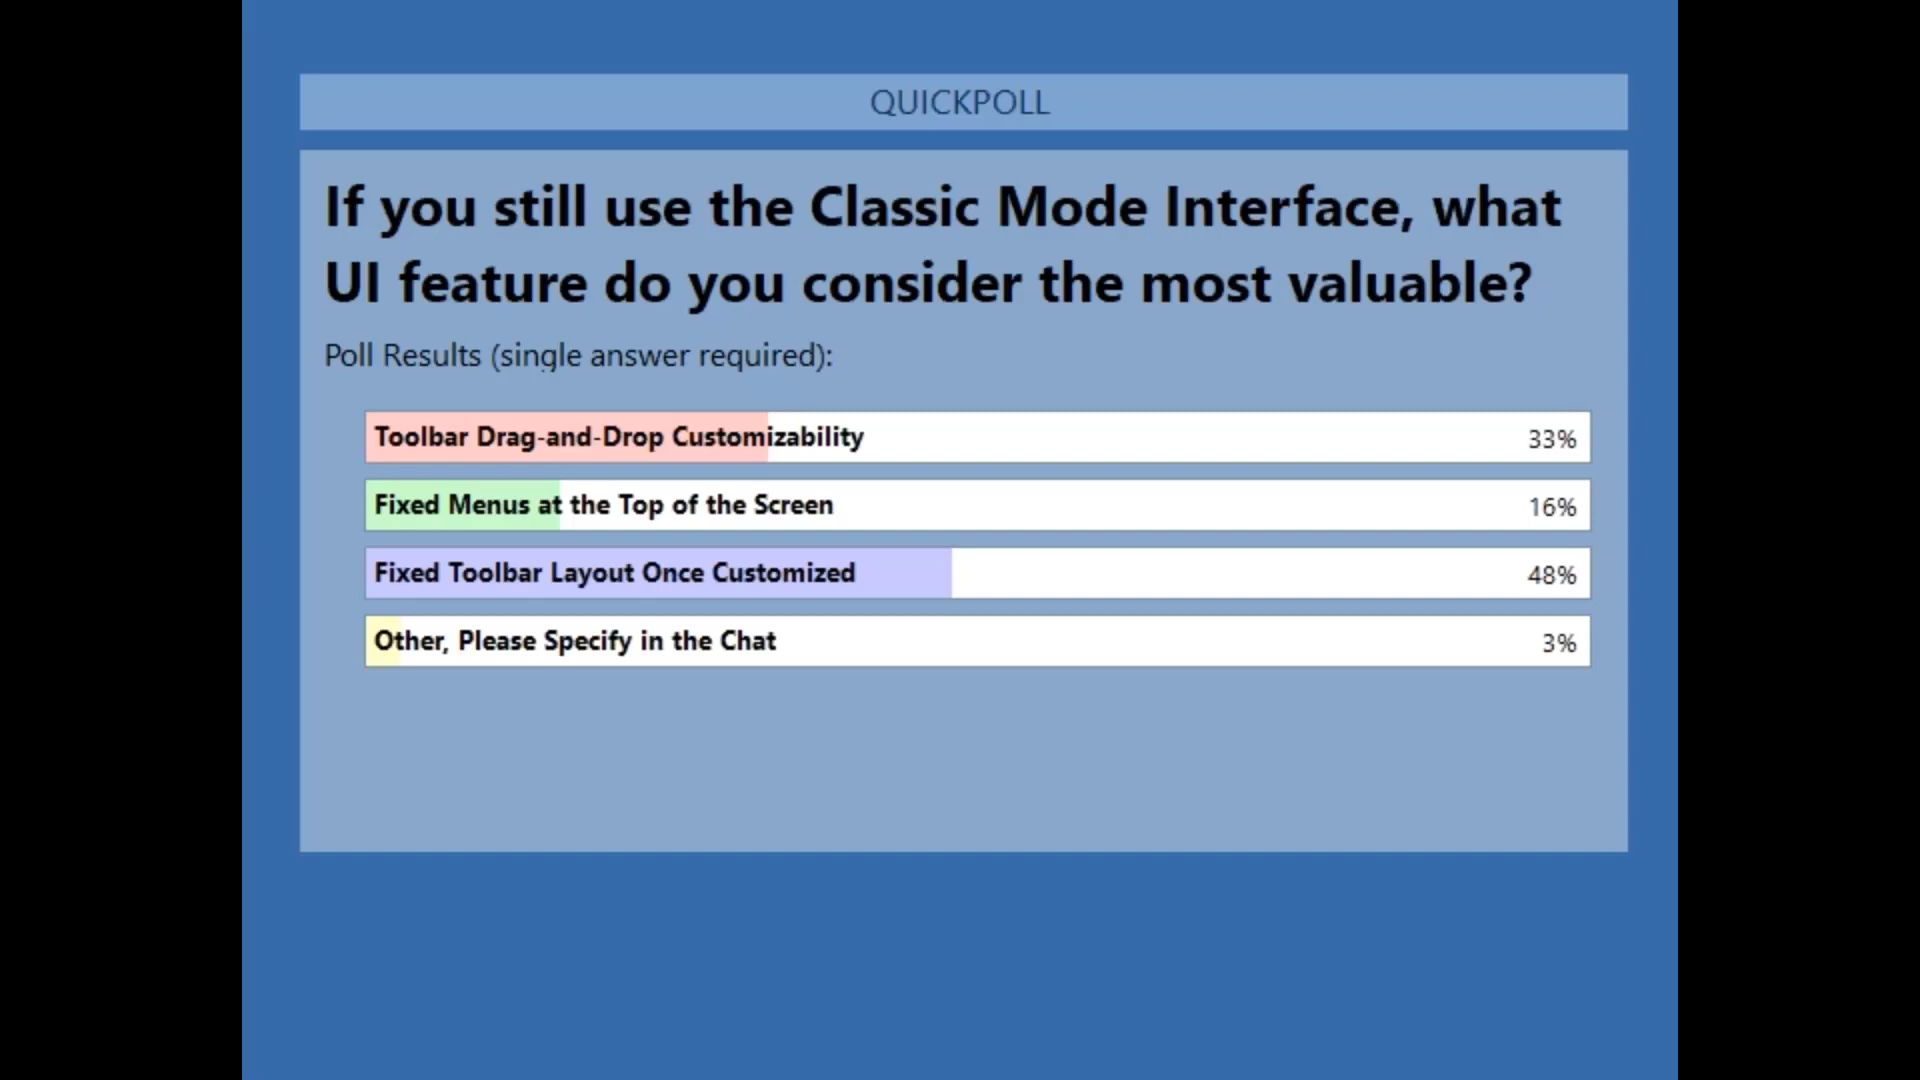 QUICKPOLL
If you still use the Classic Mode Interface, what
UI feature do you consider the most valuable?
Poll Results (single answer required):
Toolbar Drag-and-Drop Customizability 33%
Fixed Menus at the Top of the Screen 16%
Fixed Toolbar Layout Once Customized 48%
Other, Please Specify in the Chat 3%